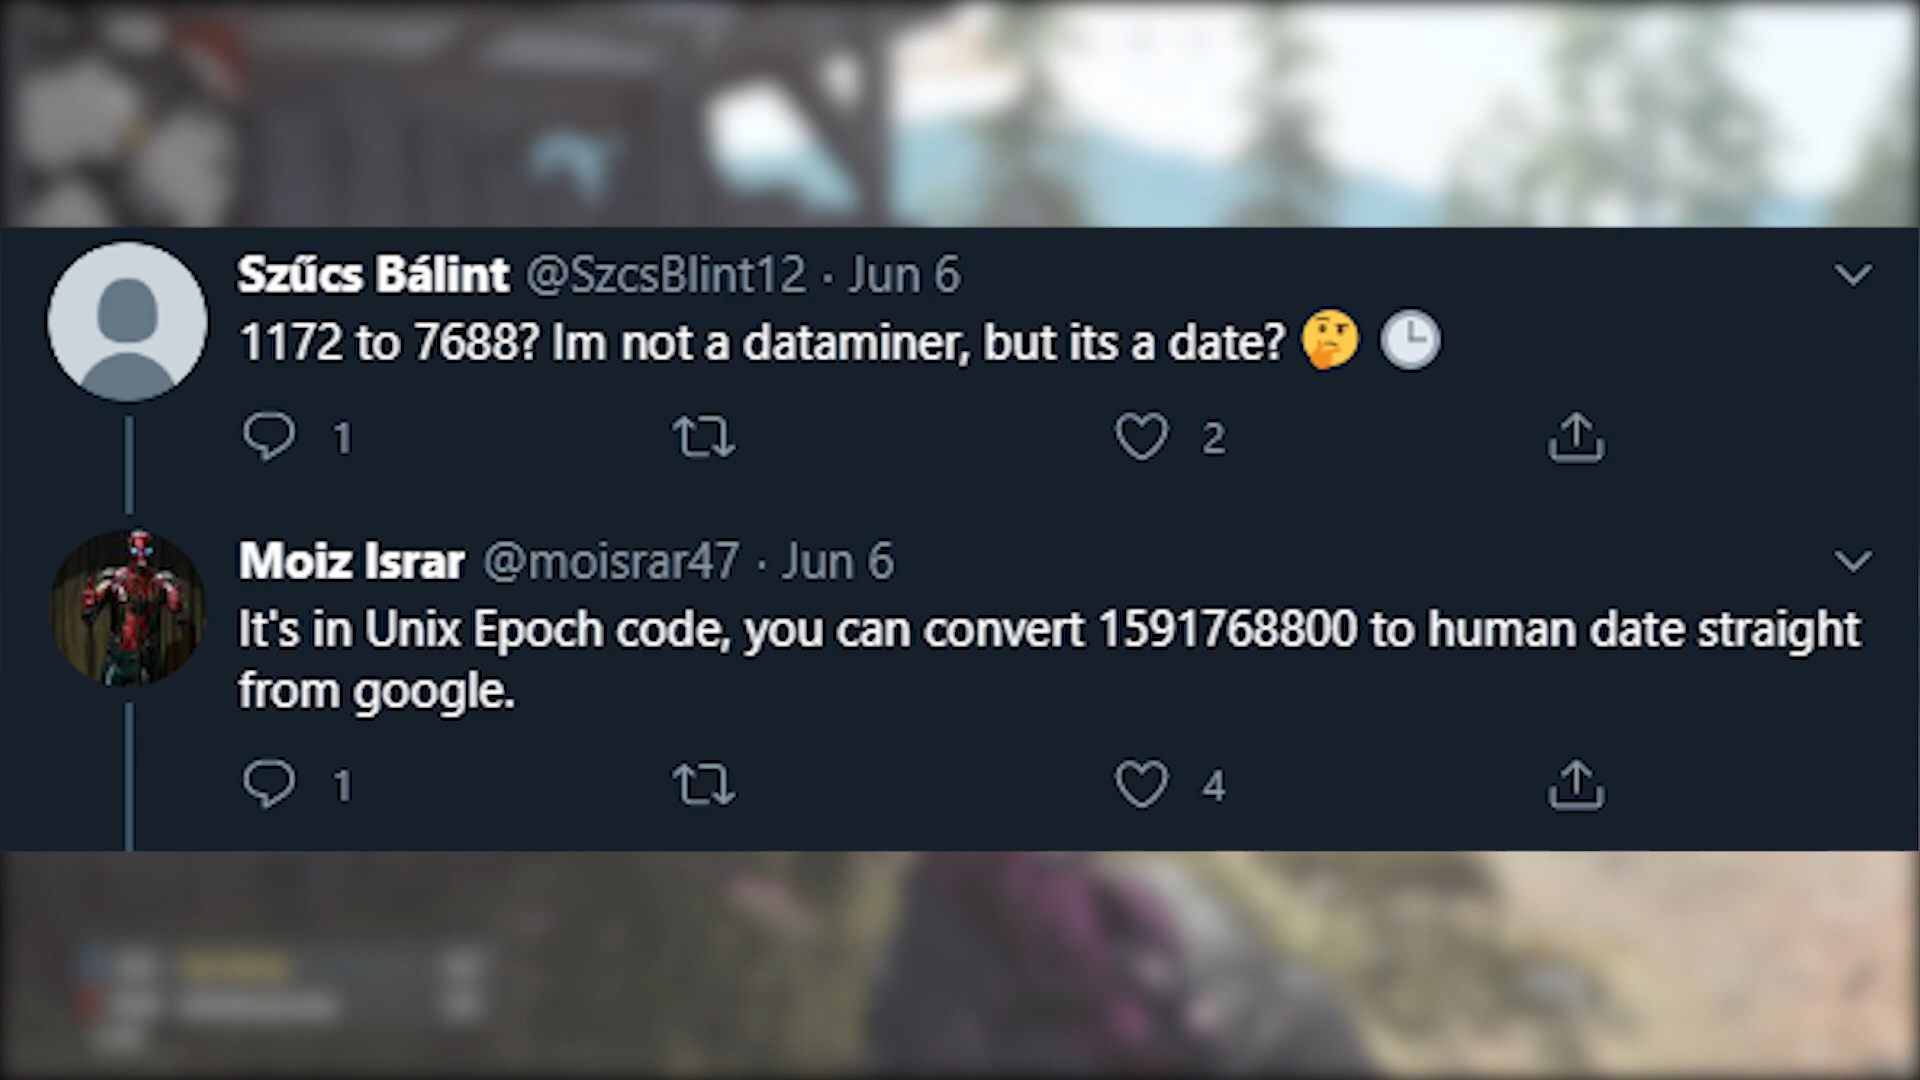 Szűcs Bálint @SzcsBlint12 · Jun 6
1172 to 7688? Im not a dataminer, but its a date? 🤔 🕒
1 2
Moiz Israr @moisrar47 · Jun 6
It's in Unix Epoch code, you can convert 1591768800 to human date straight
from google.
1 4